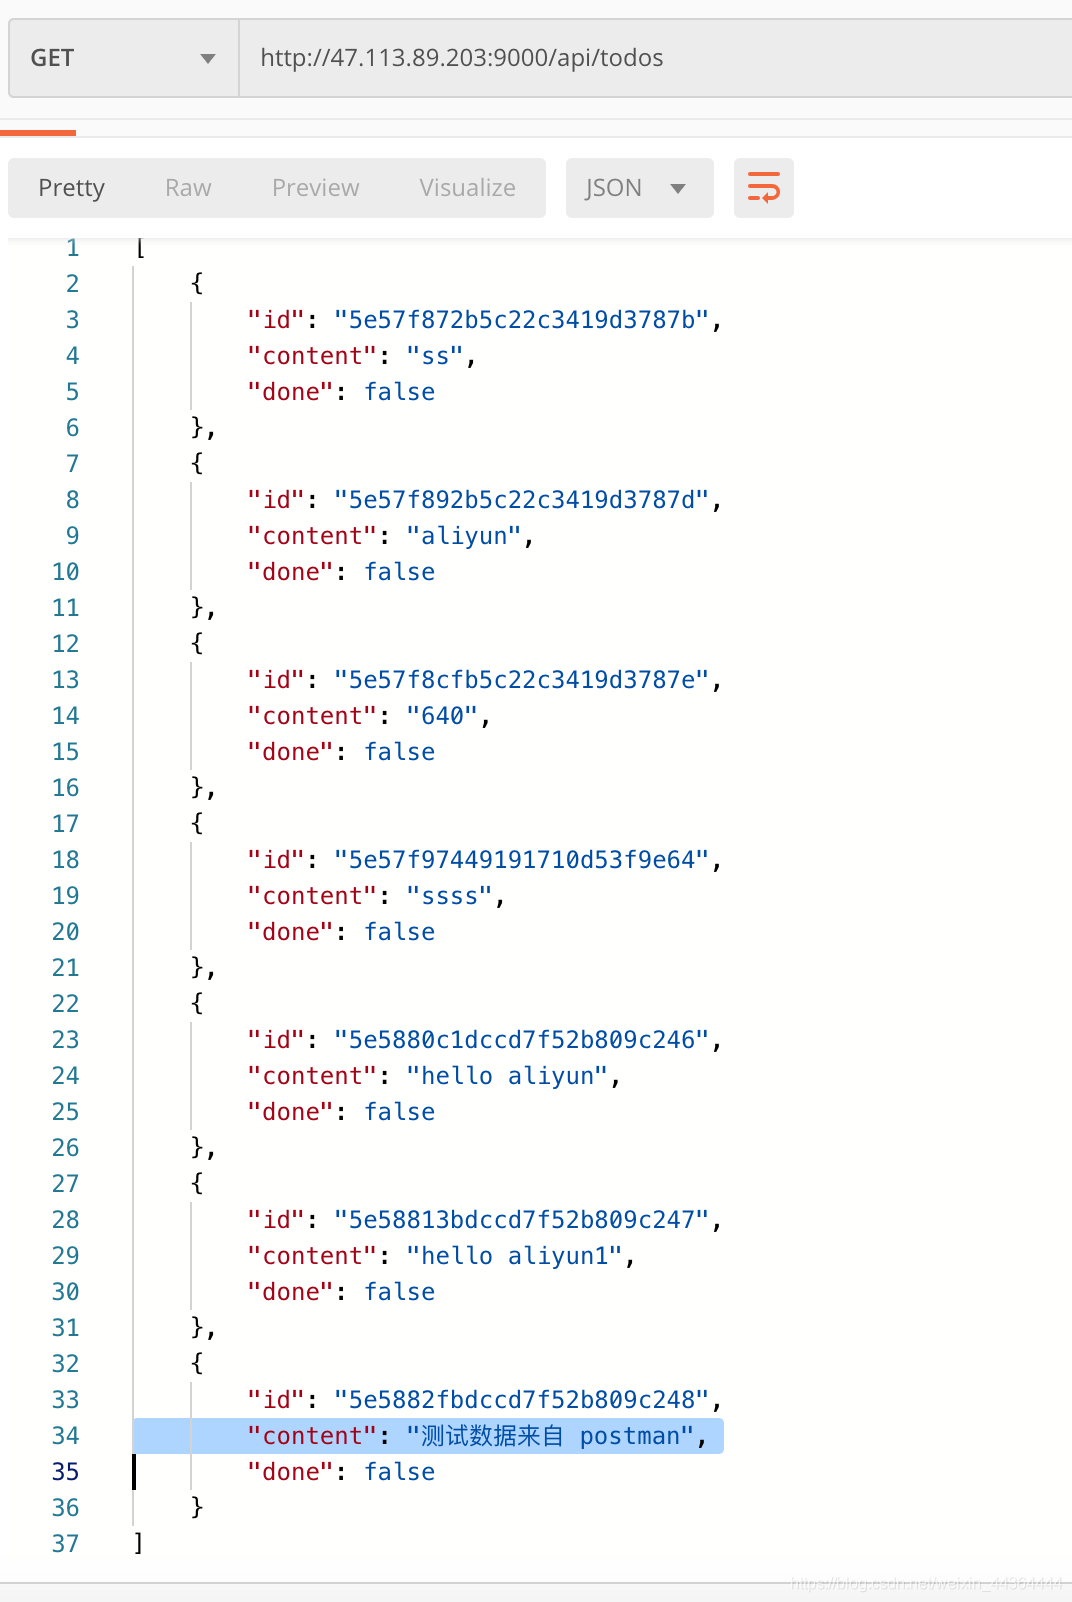 GET http://47.113.89.203:9000/api/todos
Pretty Raw Preview Visualize JSON
1 [
2 {
3 "id": "5e57f872b5c22c3419d3787b",
4 "content": "ss",
5 "done": false
6 },
7 {
8 "id": "5e57f892b5c22c3419d3787d",
9 "content": "aliyun",
10 "done": false
11 },
12 {
13 "id": "5e57f8cfb5c22c3419d3787e",
14 "content": "640",
15 "done": false
16 },
17 {
18 "id": "5e57f97449191710d53f9e64",
19 "content": "ssss",
20 "done": false
21 },
22 {
23 "id": "5e5880c1dccd7f52b809c246",
24 "content": "hello aliyun",
25 "done": false
26 },
27 {
28 "id": "5e58813bdccd7f52b809c247",
29 "content": "hello aliyun1",
30 "done": false
31 },
32 {
33 "id": "5e5882fbdccd7f52b809c248",
34 "content": "测试数据来自 postman",
35 "done": false
36 }
37 ]
https://blog.csdn.net/weixin_44364444